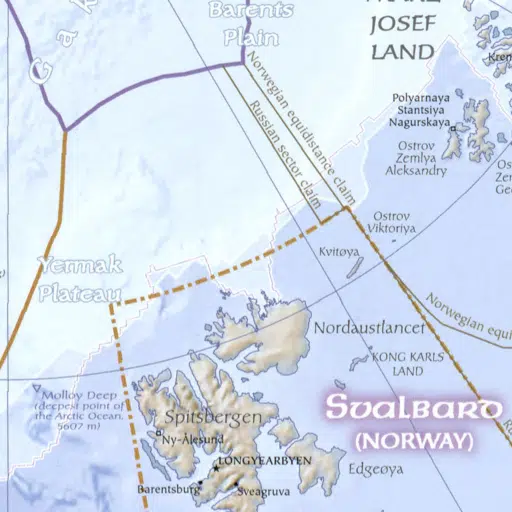 Barents
Plain
JOSEF
LAND
Gak
Norwegian equidistance claim
Russian sector claim
Polyarnaya
Stantsiya
Nagurskaya
Ostrov
Zemlya
Aleksandry
Ostrov
Viktoriya
Kvitøya
Yermak
Plateau
Nordaustlandet
KONG KARLS
LAND
Norwegian equi
Molloy Deep
(deepest point of
the Arctic Ocean,
5607 m)
Spitsbergen
Ny-Ålesund
LONGYEARBYEN
Barentsburg
Sveagruva
Edgeøya
Svalbard
(NORWAY)